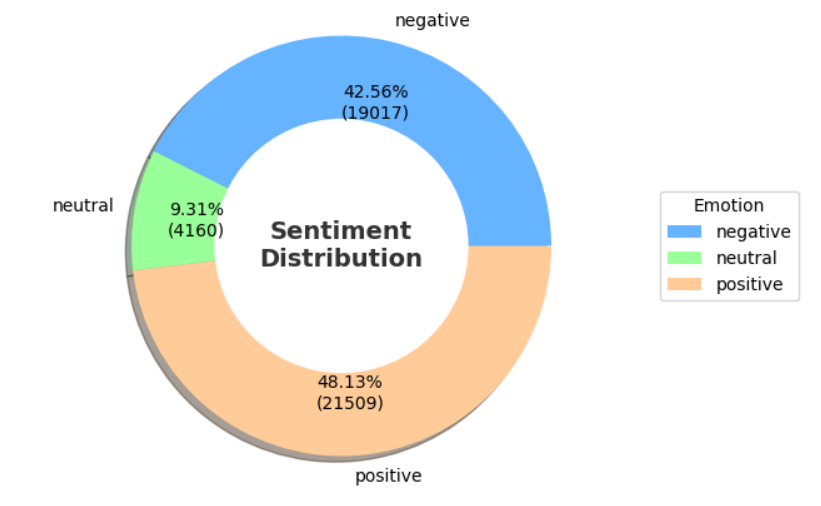 negative
42.56%
(19017)
neutral
9.31%
(4160)
Sentiment
Distribution
48.13%
(21509)
positive
Emotion
negative
neutral
positive